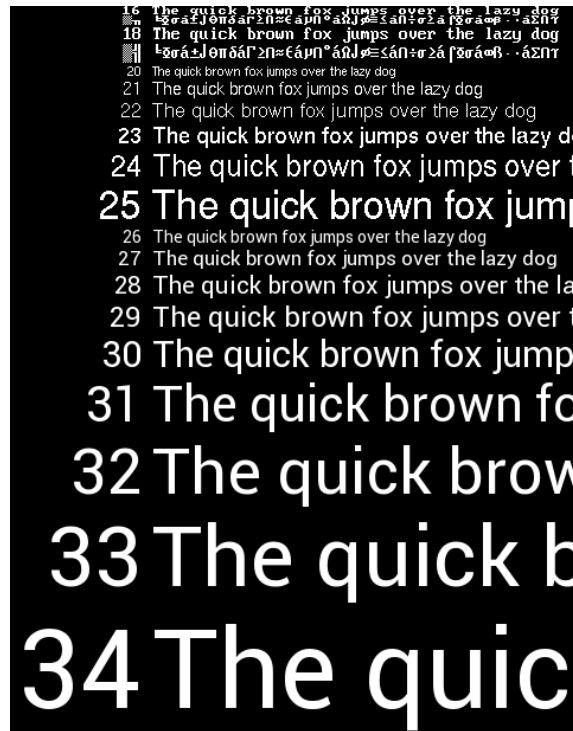 16 The quick brown fox jumps over the lazy dog
18 The quick brown fox jumps over the lazy dog
20 The quick brown fox jumps over the lazy dog
21 The quick brown fox jumps over the lazy dog
22 The quick brown fox jumps over the lazy dog
23 The quick brown fox jumps over the lazy d
24 The quick brown fox jumps over
25 The quick brown fox jum
26 The quick brown fox jumps over the lazy dog
27 The quick brown fox jumps over the lazy dog
28 The quick brown fox jumps over the la
29 The quick brown fox jumps over
30 The quick brown fox jump
31 The quick brown fo
32 The quick brow
33 The quick b
34 The quic